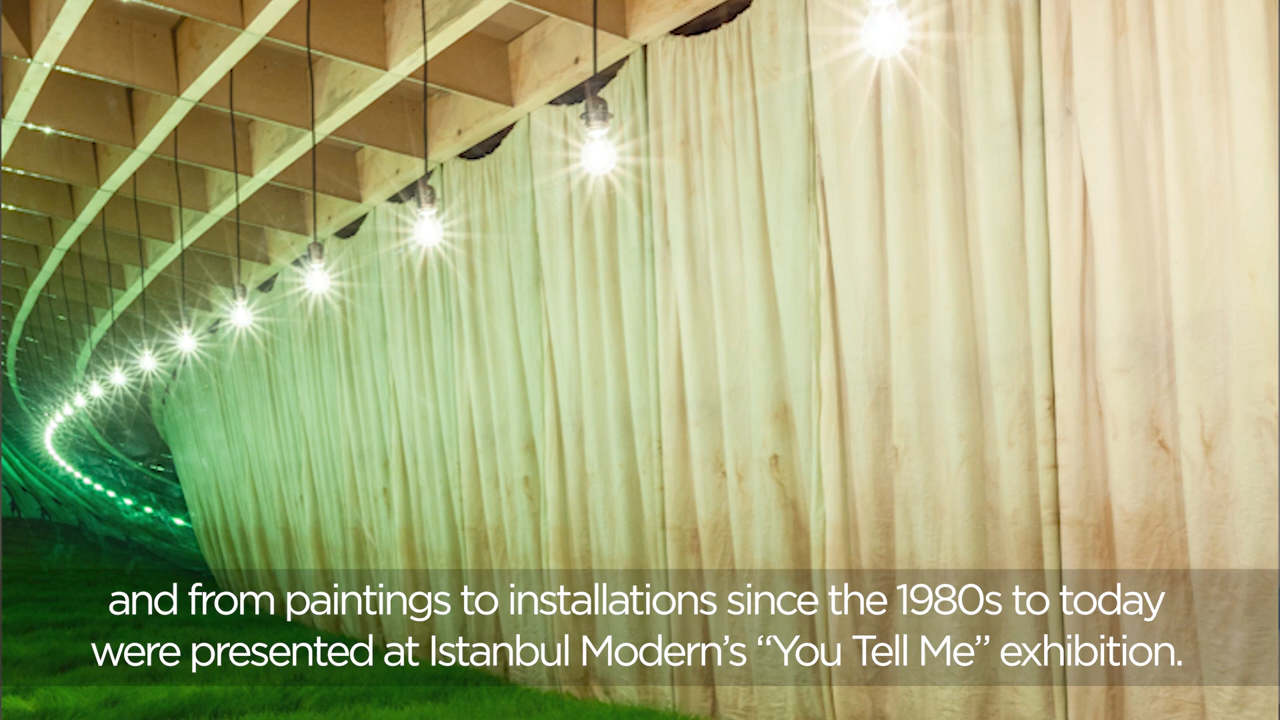 and from paintings to installations since the 1980s to today
were presented at Istanbul Modern’s “You Tell Me” exhibition.